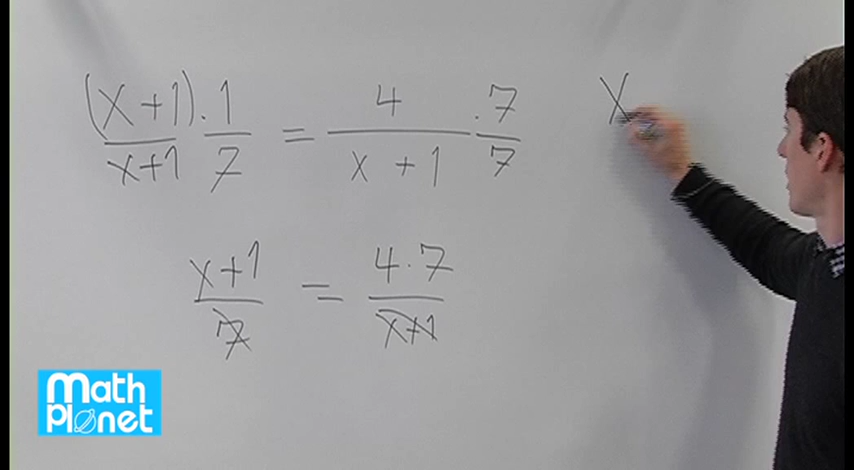 (x+1) · 1 / x+1 7 = 4 / x + 1 · 7 / 7
x
x+1 / 7 = 4·7 / x+1
Math
planet